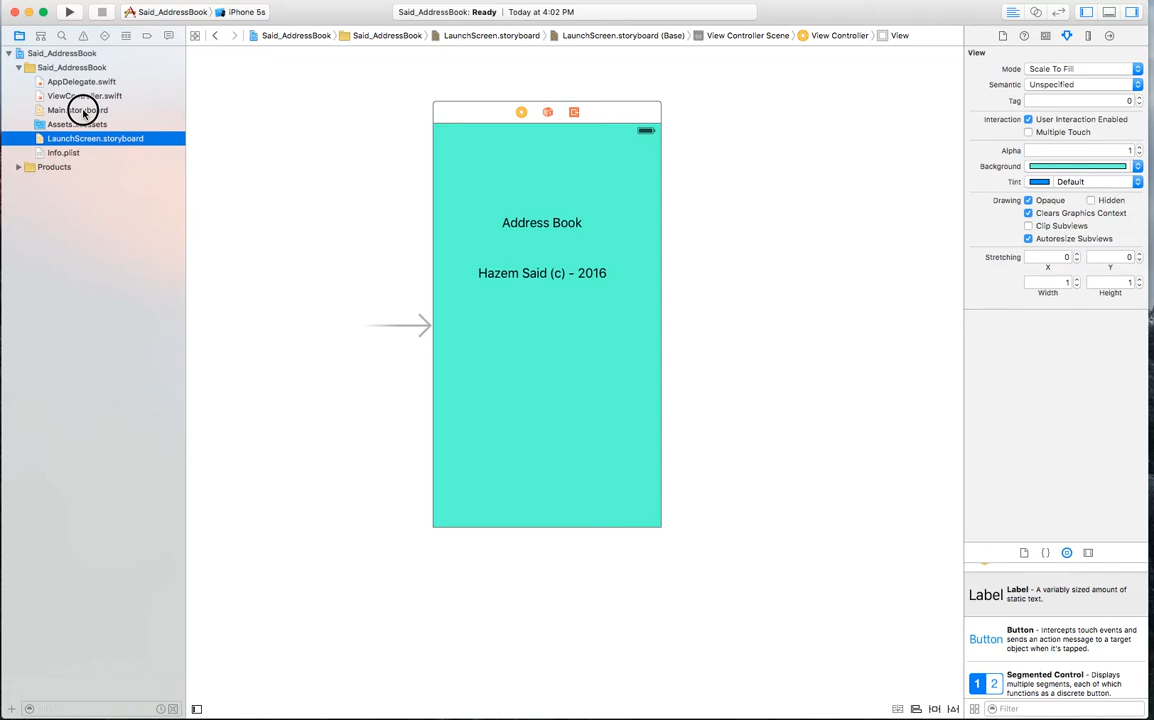 Said_AddressBook
iPhone 5s
Said_AddressBook: Ready
Today at 4:02 PM
Said_AddressBook
Said_AddressBook
LaunchScreen.storyboard
LaunchScreen.storyboard (Base)
View Controller Scene
View Controller
View
Said_AddressBook
Said_AddressBook
AppDelegate.swift
Main.storyboard
LaunchScreen.storyboard
Info.plist
Products
Address Book
Hazem Said (c) - 2016
View
Mode Scale To Fill
Semantic Unspecified
Tag 0
Interaction User Interaction Enabled
Multiple Touch
Alpha 1
Background
Tint Default
Drawing Opaque Hidden
Clears Graphics Context
Clip Subviews
Autoresize Subviews
Stretching 0 0
X Y
1 1
Width Height
Label
Label - A variably sized amount of
static text.
Button
Button - Intercepts touch events and
sends an action message to a target
object when it's tapped.
1 2
Segmented Control - Displays
multiple segments, each of which
functions as a discrete button.
Filter